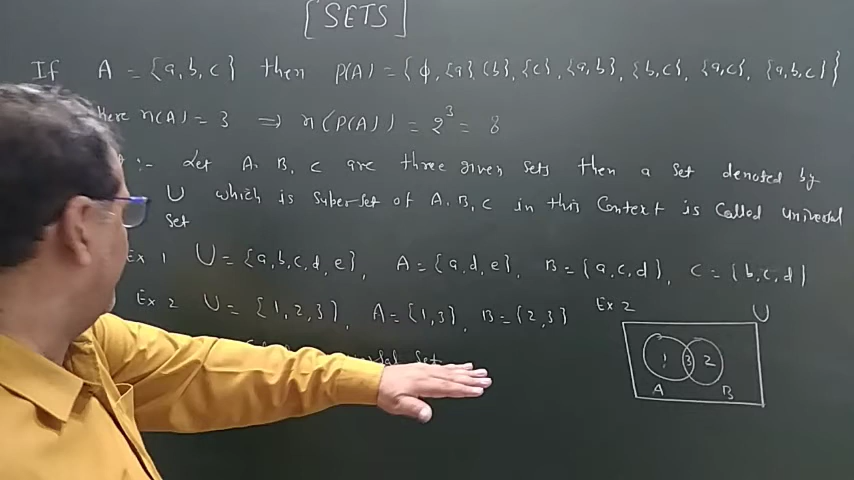 [SETS]
If A = {a,b,c} then p(A) = {ϕ, {a} {b}, {c}, {a,b}, {b,c}, {a,c}, {a,b,c}}
here n(A) = 3 ⇒ n(P(A)) = 2³ = 8
:- Let A. B, C are three given sets then a set denoted by
U which is superset of A. B, C in this Context is Called universal
set
Ex 1 U = {a,b,c,d,e}, A = {a,d,e}, B = {a,c,d}, C = {b,c,d}
Ex 2 U = {1,2,3}, A = {1,3}, B = {2,3} Ex 2 U
1 3 2
A B
set